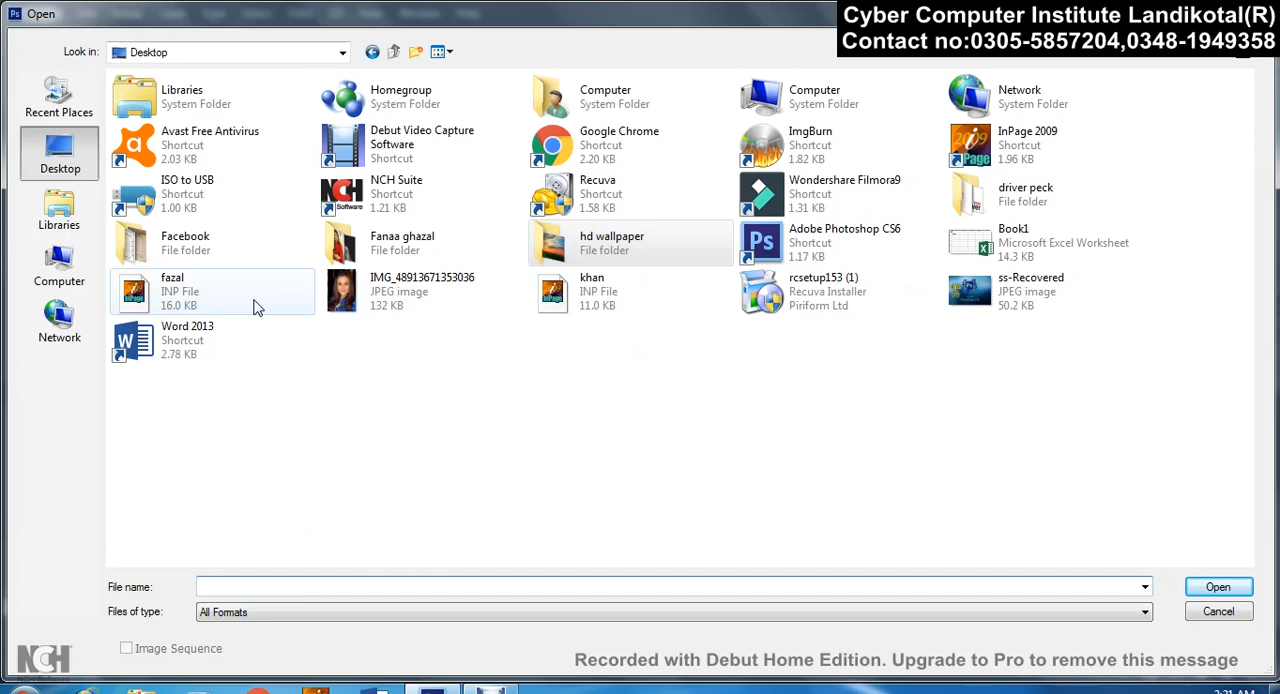 Open
Cyber Computer Institute Landikotal(R)
Contact no:0305-5857204,0348-1949358
Look in:
Desktop
Recent Places
Desktop
Libraries
Computer
Network
Libraries
System Folder
Homegroup
System Folder
Computer
System Folder
Computer
System Folder
Network
System Folder
Avast Free Antivirus
Shortcut
2.03 KB
Debut Video Capture
Software
Shortcut
Google Chrome
Shortcut
2.20 KB
ImgBurn
Shortcut
1.82 KB
InPage 2009
Shortcut
1.96 KB
ISO to USB
Shortcut
1.00 KB
NCH Suite
Shortcut
1.21 KB
Recuva
Shortcut
1.58 KB
Wondershare Filmora9
Shortcut
1.31 KB
driver peck
File folder
Facebook
File folder
Fanaa ghazal
File folder
hd wallpaper
File folder
Adobe Photoshop CS6
Shortcut
1.17 KB
Book1
Microsoft Excel Worksheet
14.3 KB
fazal
INP File
16.0 KB
IMG_48913671353036
JPEG image
132 KB
khan
INP File
11.0 KB
rcsetup153 (1)
Recuva Installer
Piriform Ltd
ss-Recovered
JPEG image
50.2 KB
Word 2013
Shortcut
2.78 KB
File name:
Open
Files of type:
All Formats
Cancel
Image Sequence
NCH
Recorded with Debut Home Edition. Upgrade to Pro to remove this message